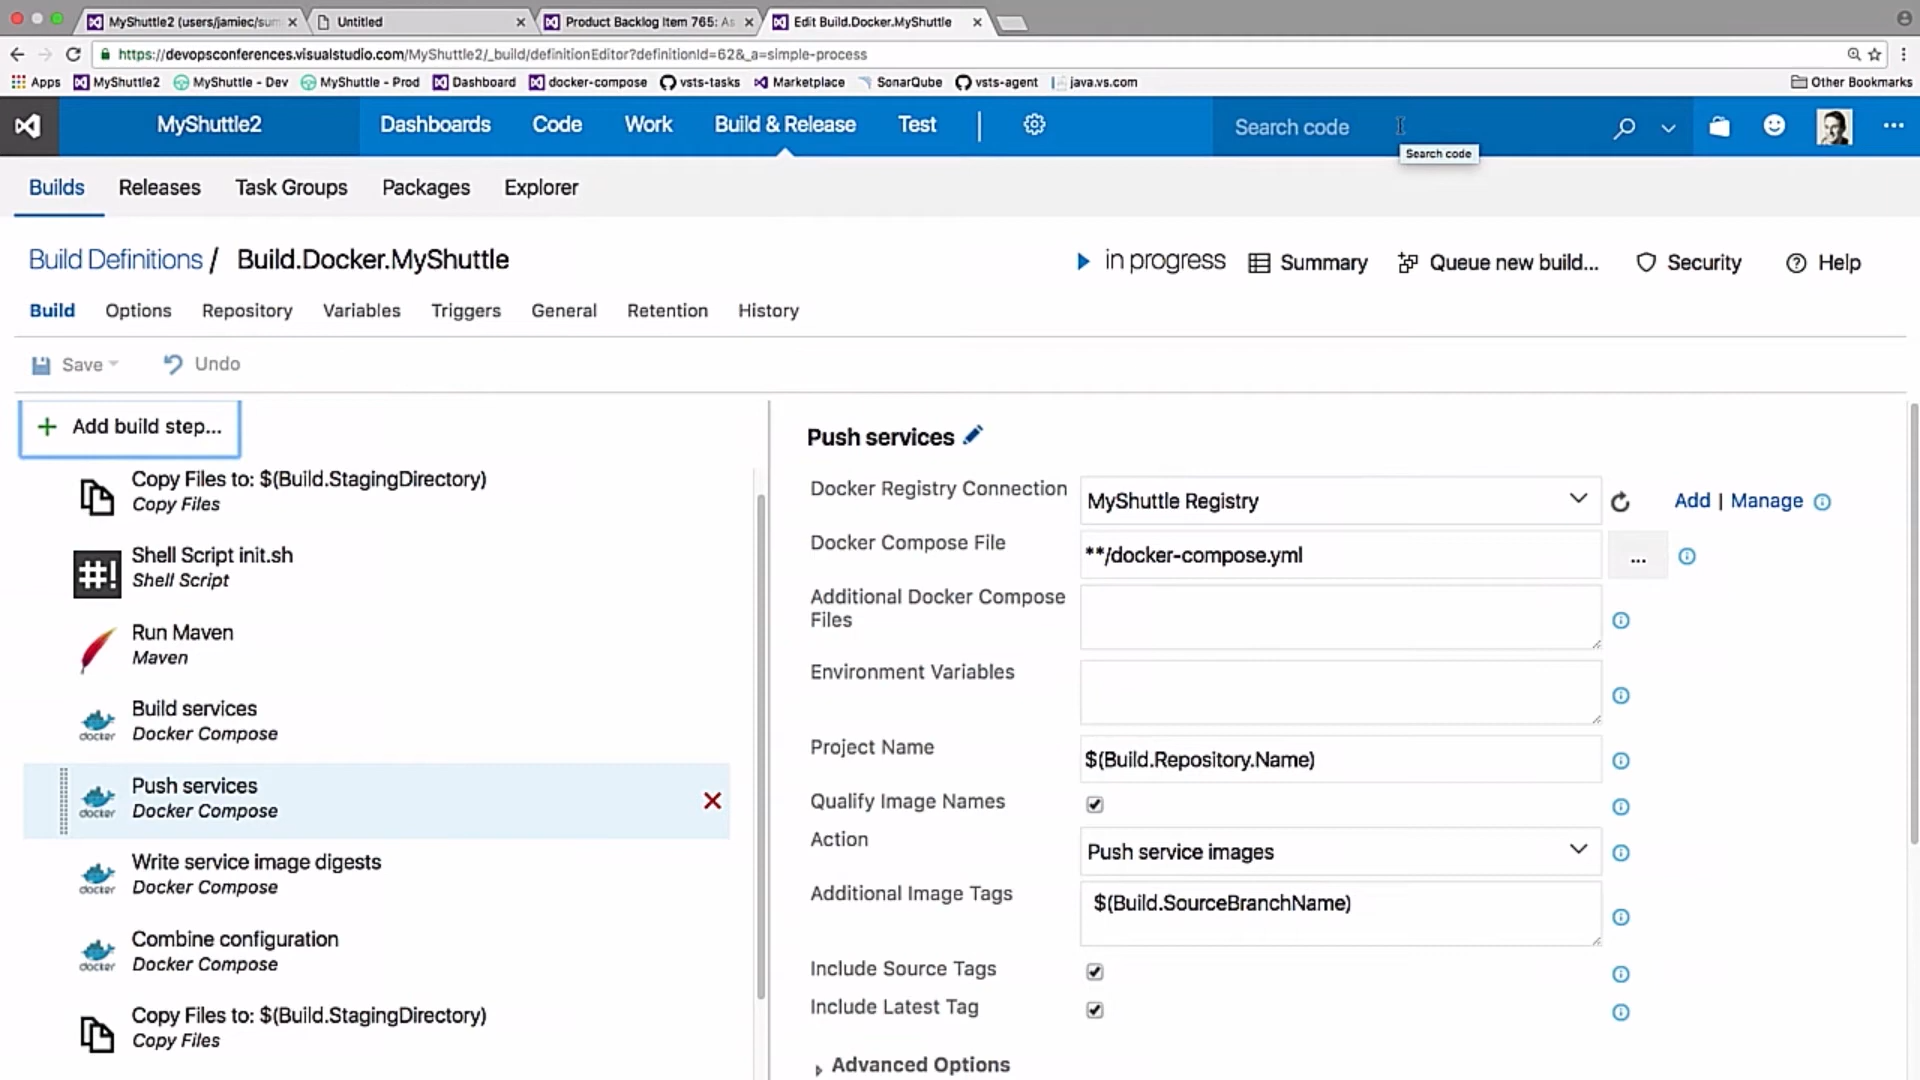 MyShuttle2 (users/jamiec/sum
Untitled
Product Backlog Item 765: As
Edit Build.Docker.MyShuttle
https://devopsconferences.visualstudio.com/MyShuttle2/_build/definitionEditor?definitionId=62&_a=simple-process
Apps MyShuttle2 MyShuttle - Dev MyShuttle - Prod Dashboard docker-compose vsts-tasks Marketplace SonarQube vsts-agent java.vs.com Other Bookmarks
MyShuttle2 Dashboards Code Work Build & Release Test Search code
Search code
Builds Releases Task Groups Packages Explorer
Build Definitions / Build.Docker.MyShuttle in progress Summary Queue new build... Security Help
Build Options Repository Variables Triggers General Retention History
Save Undo
Add build step...
Copy Files to: $(Build.StagingDirectory)
Copy Files
#!
Shell Script init.sh
Shell Script
Run Maven
Maven
Build services
docker Docker Compose
Push services
docker Docker Compose
Write service image digests
docker Docker Compose
Combine configuration
docker Docker Compose
Copy Files to: $(Build.StagingDirectory)
Copy Files
Push services
Docker Registry Connection MyShuttle Registry Add | Manage
Docker Compose File **/docker-compose.yml ...
Additional Docker Compose
Files
Environment Variables
Project Name $(Build.Repository.Name)
Qualify Image Names
Action Push service images
Additional Image Tags $(Build.SourceBranchName)
Include Source Tags
Include Latest Tag
Advanced Options